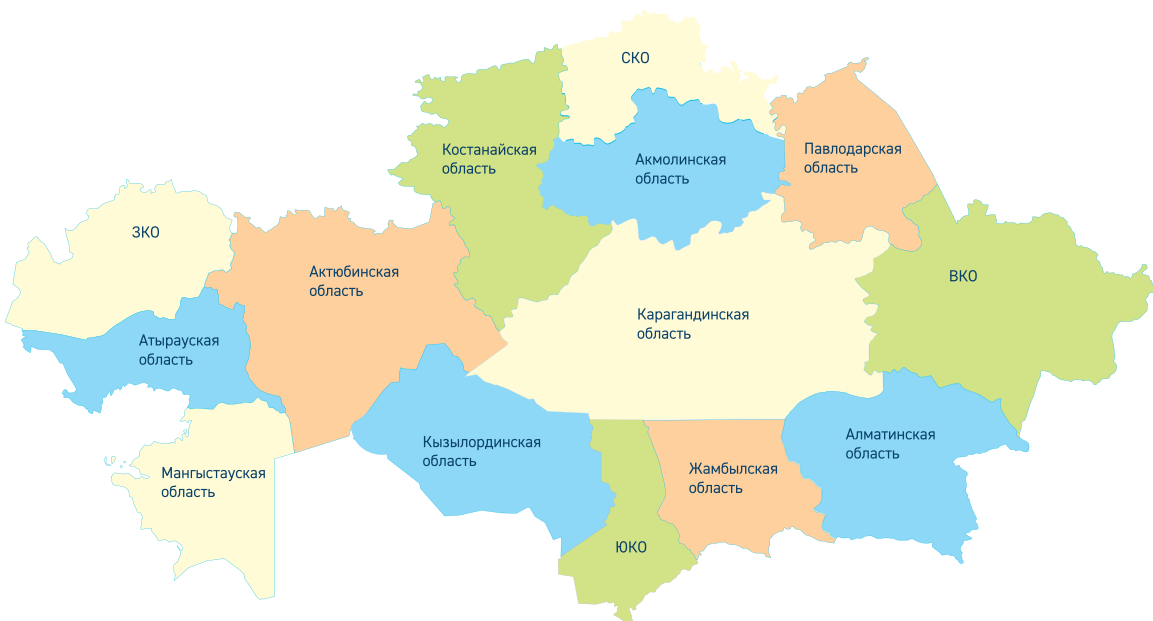 СКО
Костанайская
область
Акмолинская
область
Павлодарская
область
ЗКО
Актюбинская
область
ВКО
Карагандинская
область
Атырауская
область
Кызылординская
область
Алматинская
область
Мангыстауская
область
Жамбылская
область
ЮКО